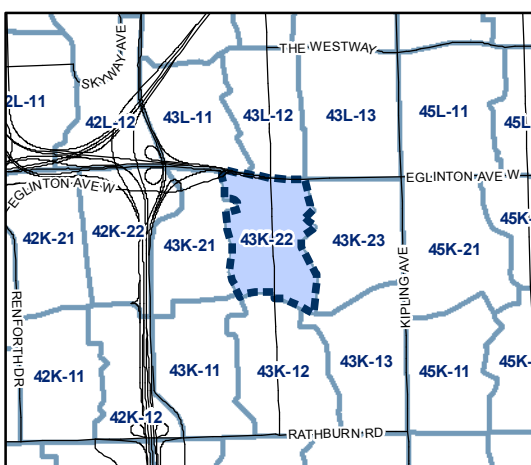 SKYWAY AVE
THE WESTWAY
2L-11
42L-12
43L-11
43L-12
43L-13
45L-11
45L
EGLINTON AVE W
EGLINTON AVE W
42K-21
42K-22
43K-21
43K-22
43K-23
45K-21
45K-
RENFORTH DR
KIPLING AVE
42K-11
42K-12
43K-11
43K-12
43K-13
45K-11
45K-
RATHBURN RD